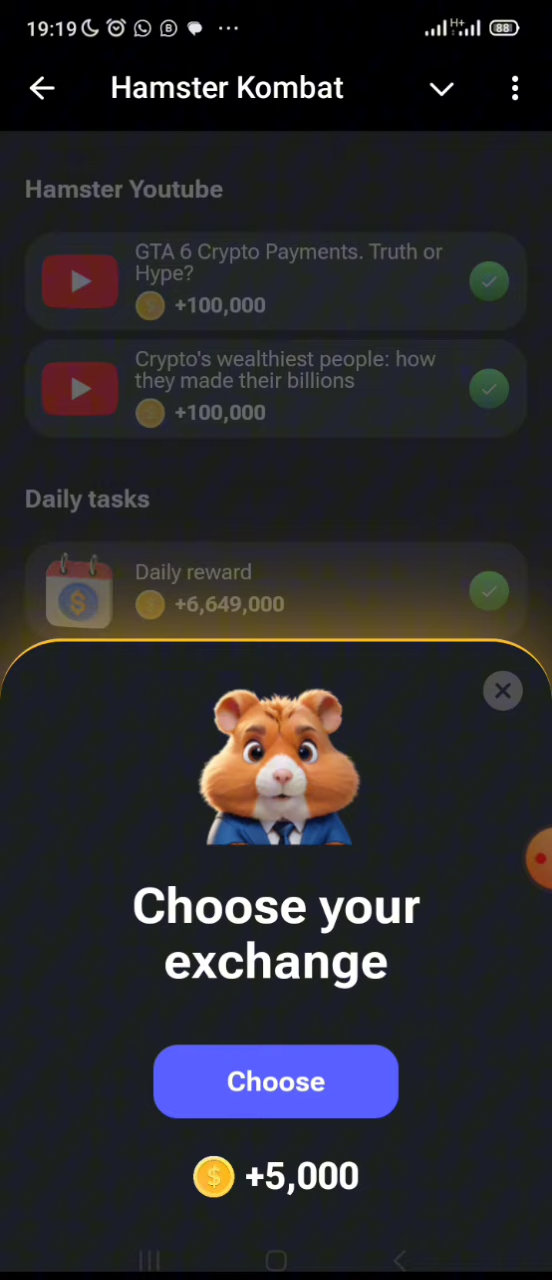 19:19
H+
88
Hamster Kombat
Hamster Youtube
GTA 6 Crypto Payments. Truth or
Hype?
+100,000
Crypto's wealthiest people: how
they made their billions
+100,000
Daily tasks
Daily reward
+6,649,000
Choose your
exchange
Choose
+5,000